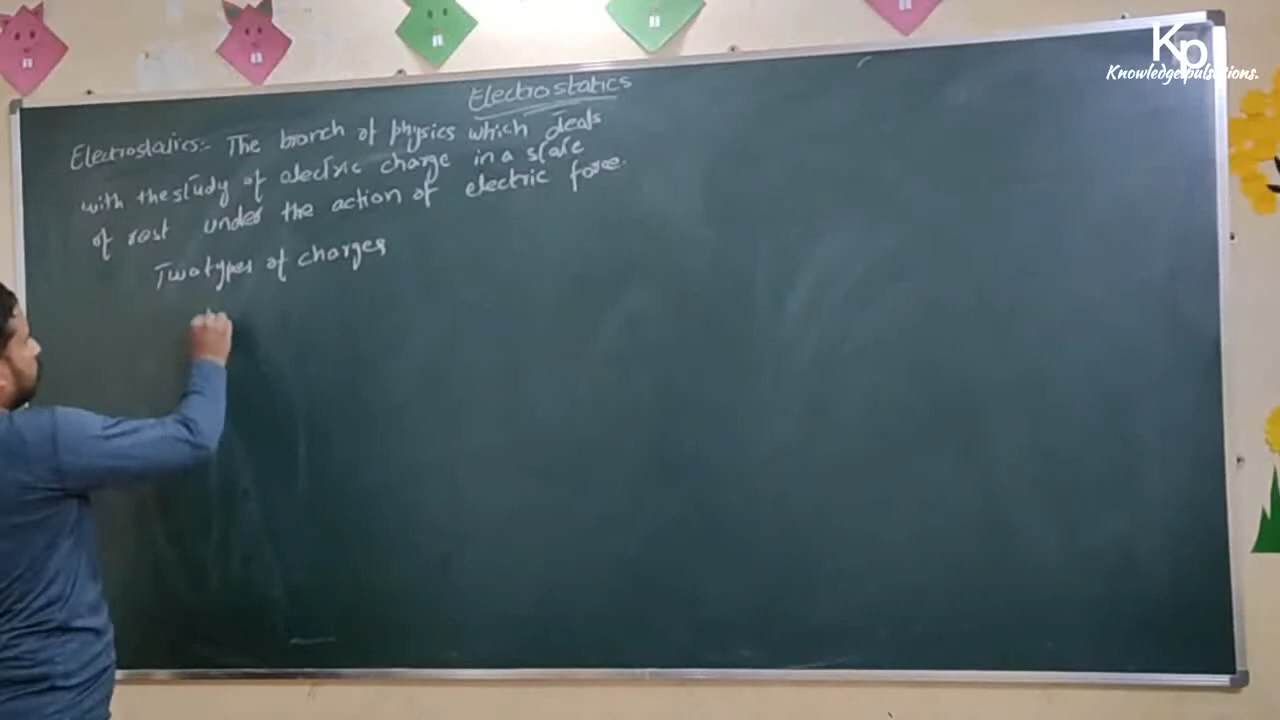 Electrostatics
Electrostatics:- The branch of physics which deals
with the study of electric charge in a state
of rest under the action of electric force.
Two types of charges
Kp
Knowledge pulsations.